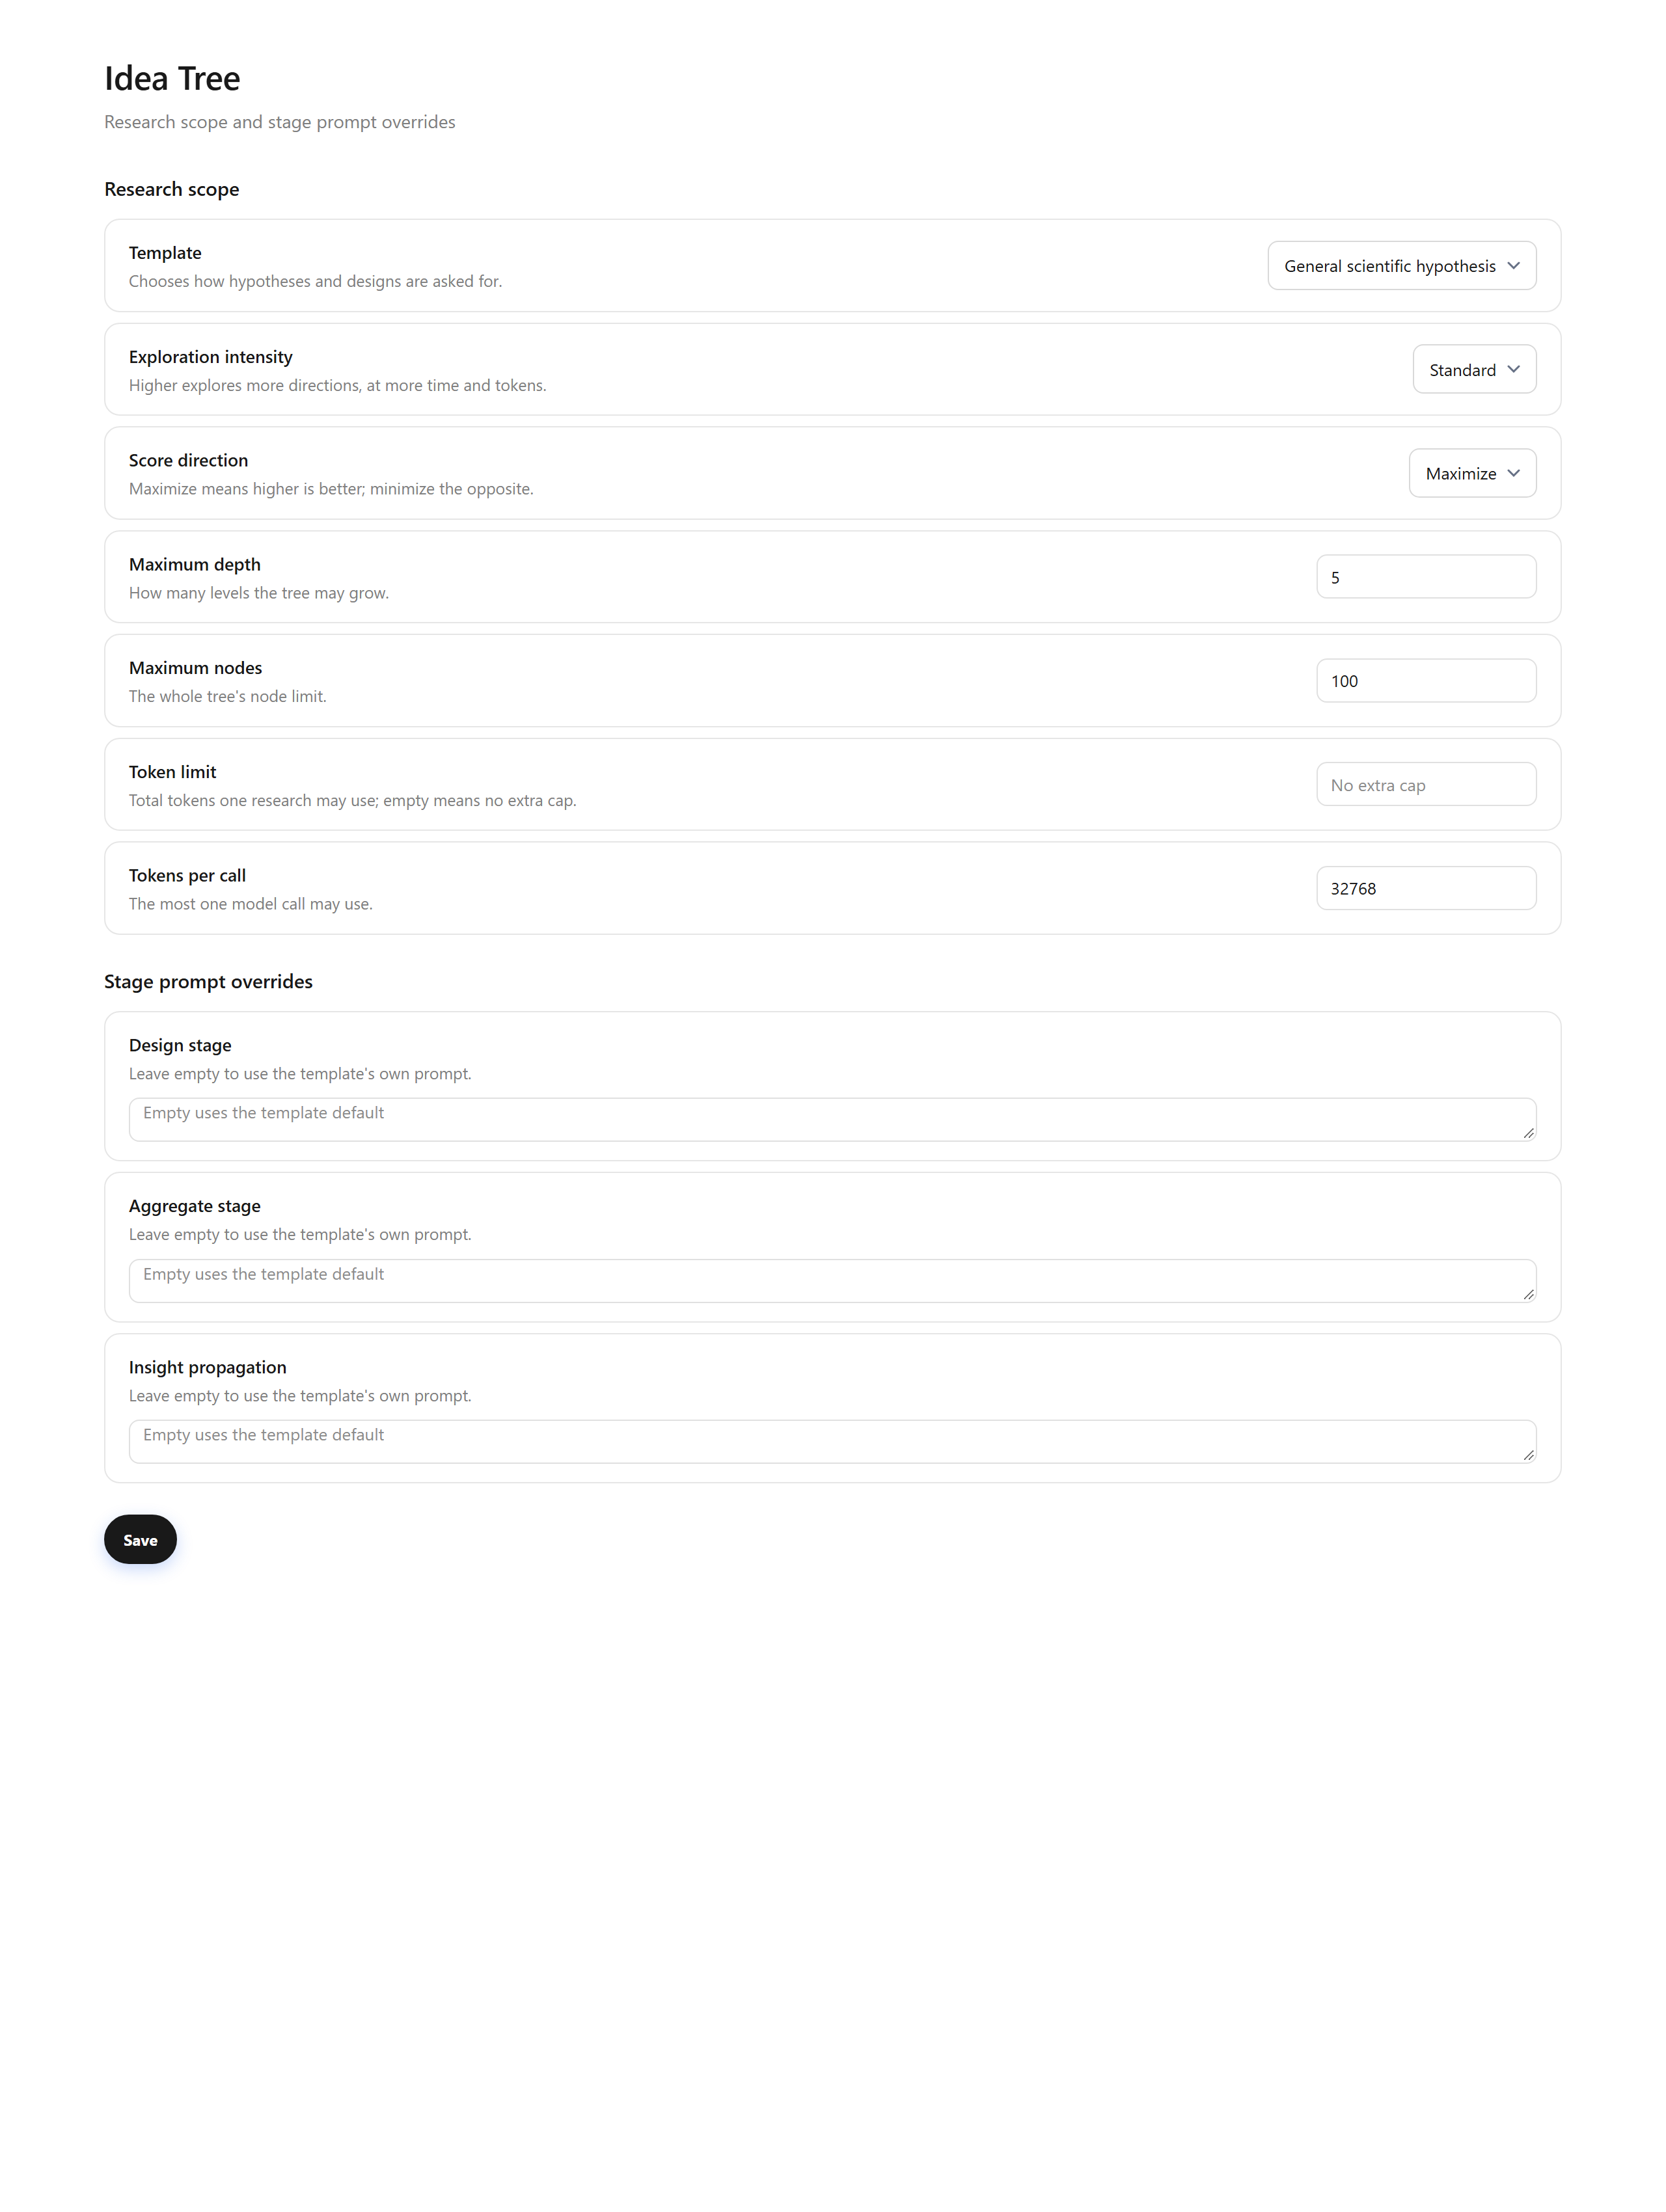 Idea Tree
Research scope and stage prompt overrides
Research scope
Template
Chooses how hypotheses and designs are asked for.
General scientific hypothesis
Exploration intensity
Higher explores more directions, at more time and tokens.
Standard
Score direction
Maximize means higher is better; minimize the opposite.
Maximize
Maximum depth
How many levels the tree may grow.
5
Maximum nodes
The whole tree's node limit.
100
Token limit
Total tokens one research may use; empty means no extra cap.
No extra cap
Tokens per call
The most one model call may use.
32768
Stage prompt overrides
Design stage
Leave empty to use the template's own prompt.
Empty uses the template default
Aggregate stage
Leave empty to use the template's own prompt.
Empty uses the template default
Insight propagation
Leave empty to use the template's own prompt.
Empty uses the template default
Save